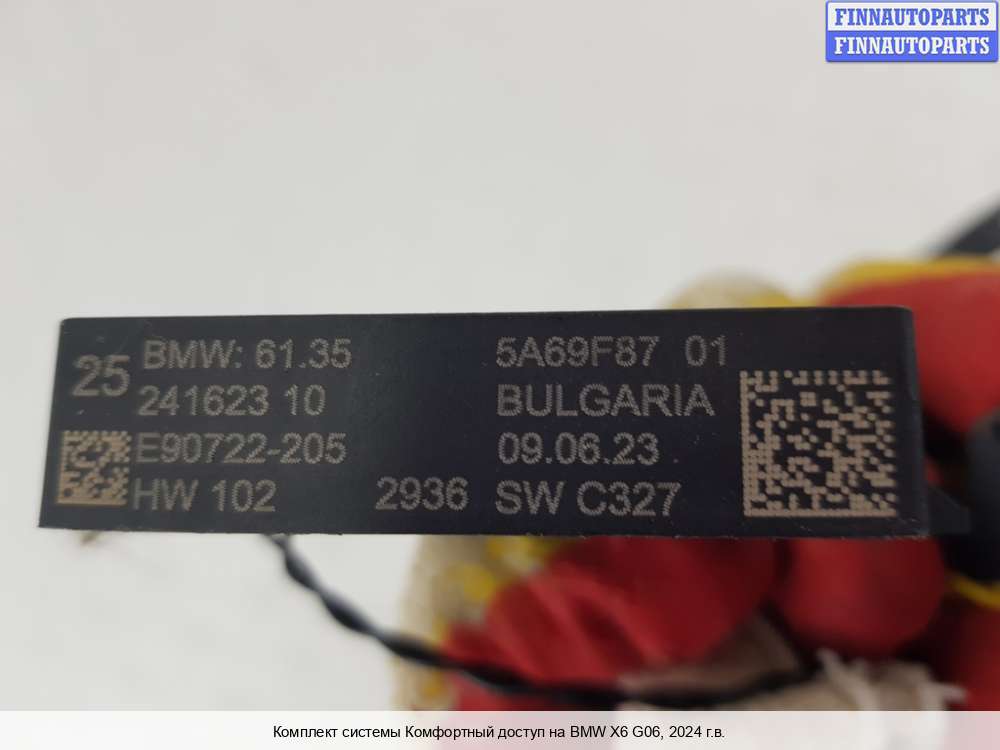 FINNAUTOPARTS
FINNAUTOPARTS
25
BMW: 61.35 5A69F87 01
241623 10 BULGARIA
E90722-205 09.06.23
HW 102 2936 SW C327
Комплект системы Комфортный доступ на BMW X6 G06, 2024 г.в.